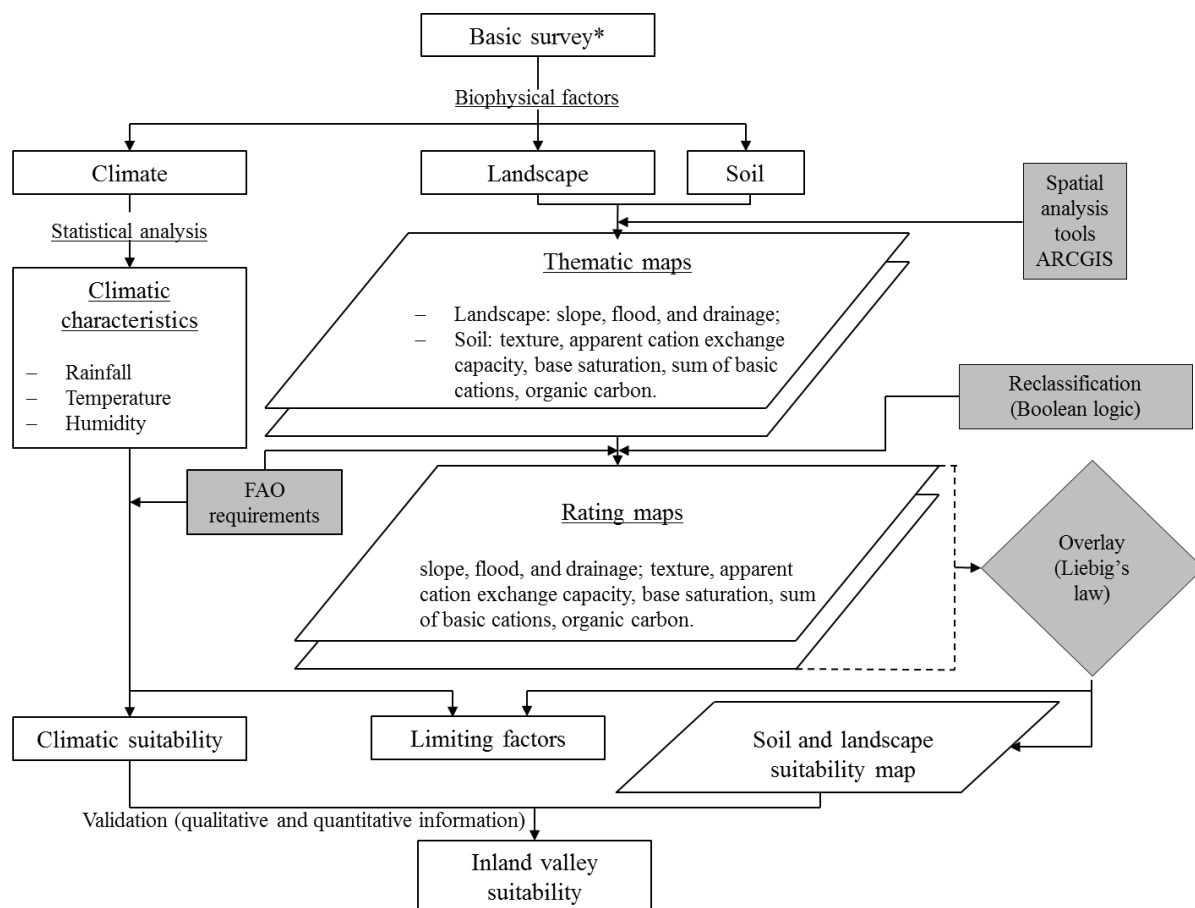 Basic survey*
Biophysical factors
Climate
Landscape
Soil
Spatial
analysis
tools
ARCGIS
Statistical analysis
Climatic
characteristics
– Rainfall
– Temperature
– Humidity
Thematic maps
– Landscape: slope, flood, and drainage;
– Soil: texture, apparent cation exchange
capacity, base saturation, sum of basic
cations, organic carbon.
Reclassification
(Boolean logic)
FAO
requirements
Rating maps
slope, flood, and drainage; texture, apparent
cation exchange capacity, base saturation, sum
of basic cations, organic carbon.
Overlay
(Liebig’s
law)
Climatic suitability
Limiting factors
Soil and landscape
suitability map
Validation (qualitative and quantitative information)
Inland valley
suitability